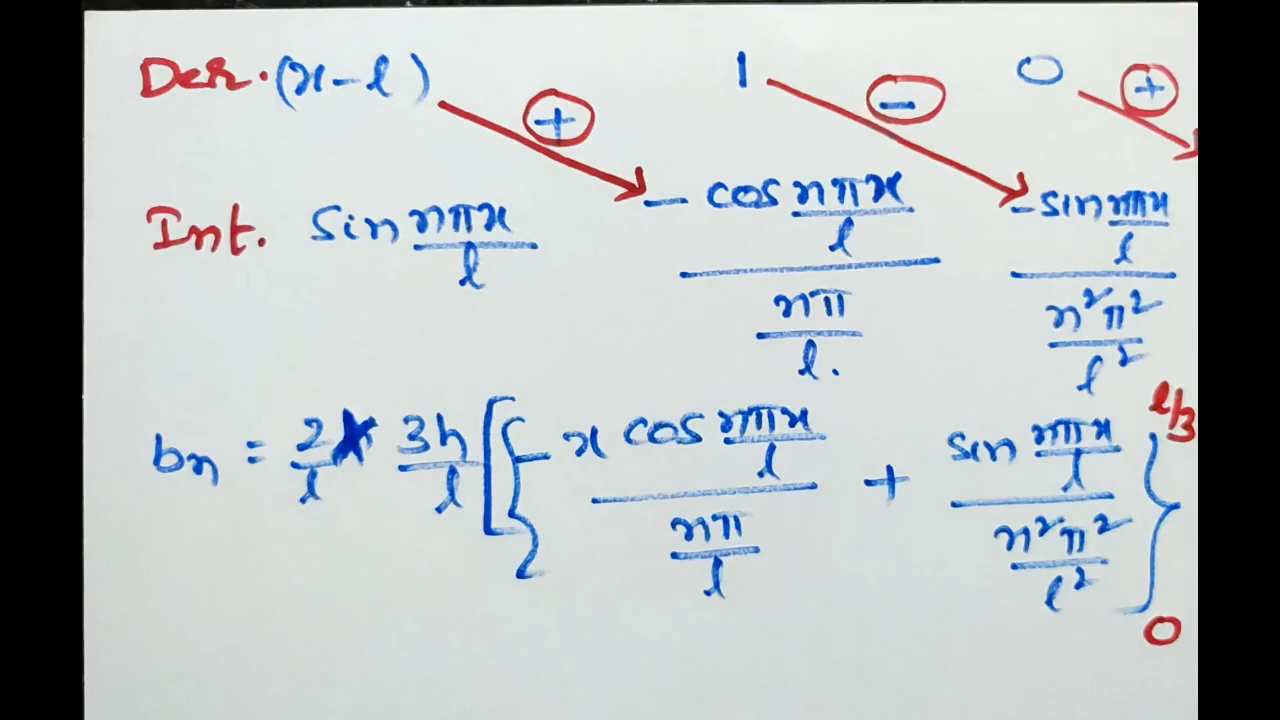 Der. (x-l) + 1 - 0 +
Int. sin nπx/l - cos nπx/l / nπ/l. - sin nπx/l / n²π²/l²
bn = 2/l × 3h/l [ { - x cos nπx/l / nπ/l + sin nπx/l / n²π²/l² } l/3 0